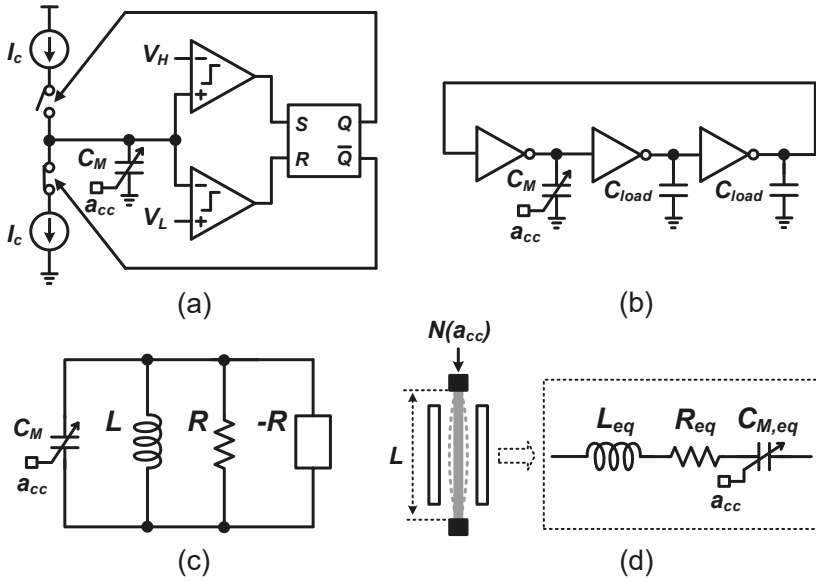 I_c
V_H
C_M
a_cc
V_L
I_c
S Q
R Q̅
(a)
C_M
a_cc
C_load
C_load
(b)
C_M
a_cc
L
R
-R
(c)
N(a_cc)
L
L_eq
R_eq
C_M,eq
a_cc
(d)